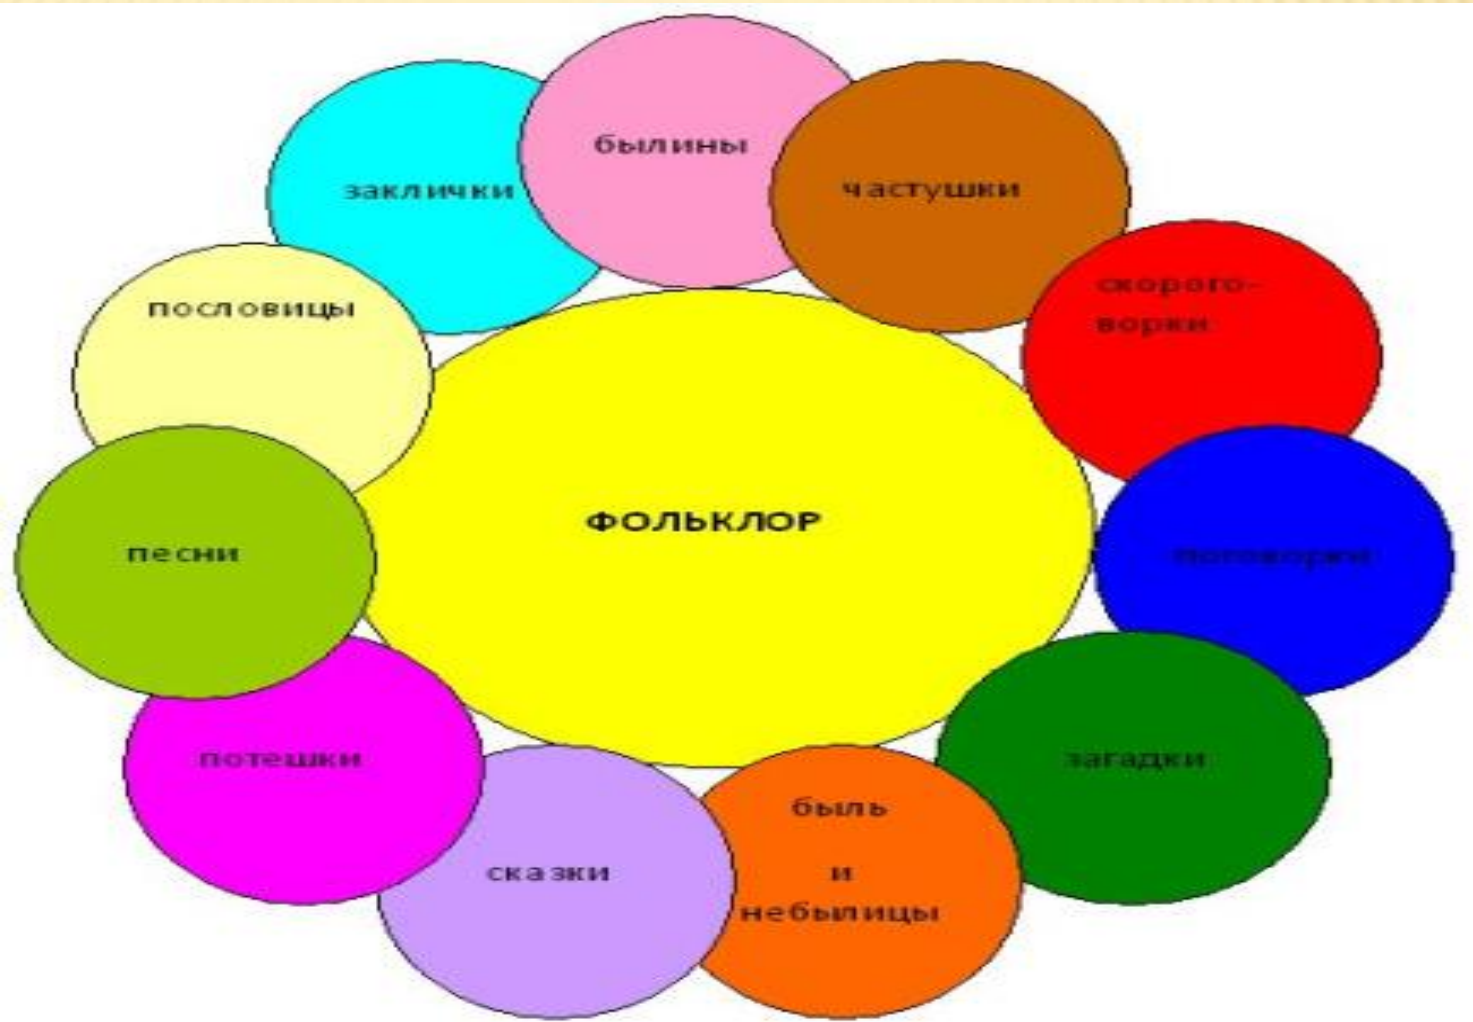 былины
заклички
частушки
пословицы
скорого-
ворки
ФОЛЬКЛОР
песни
поговорки
потешки
загадки
быль
и
небылицы
сказки